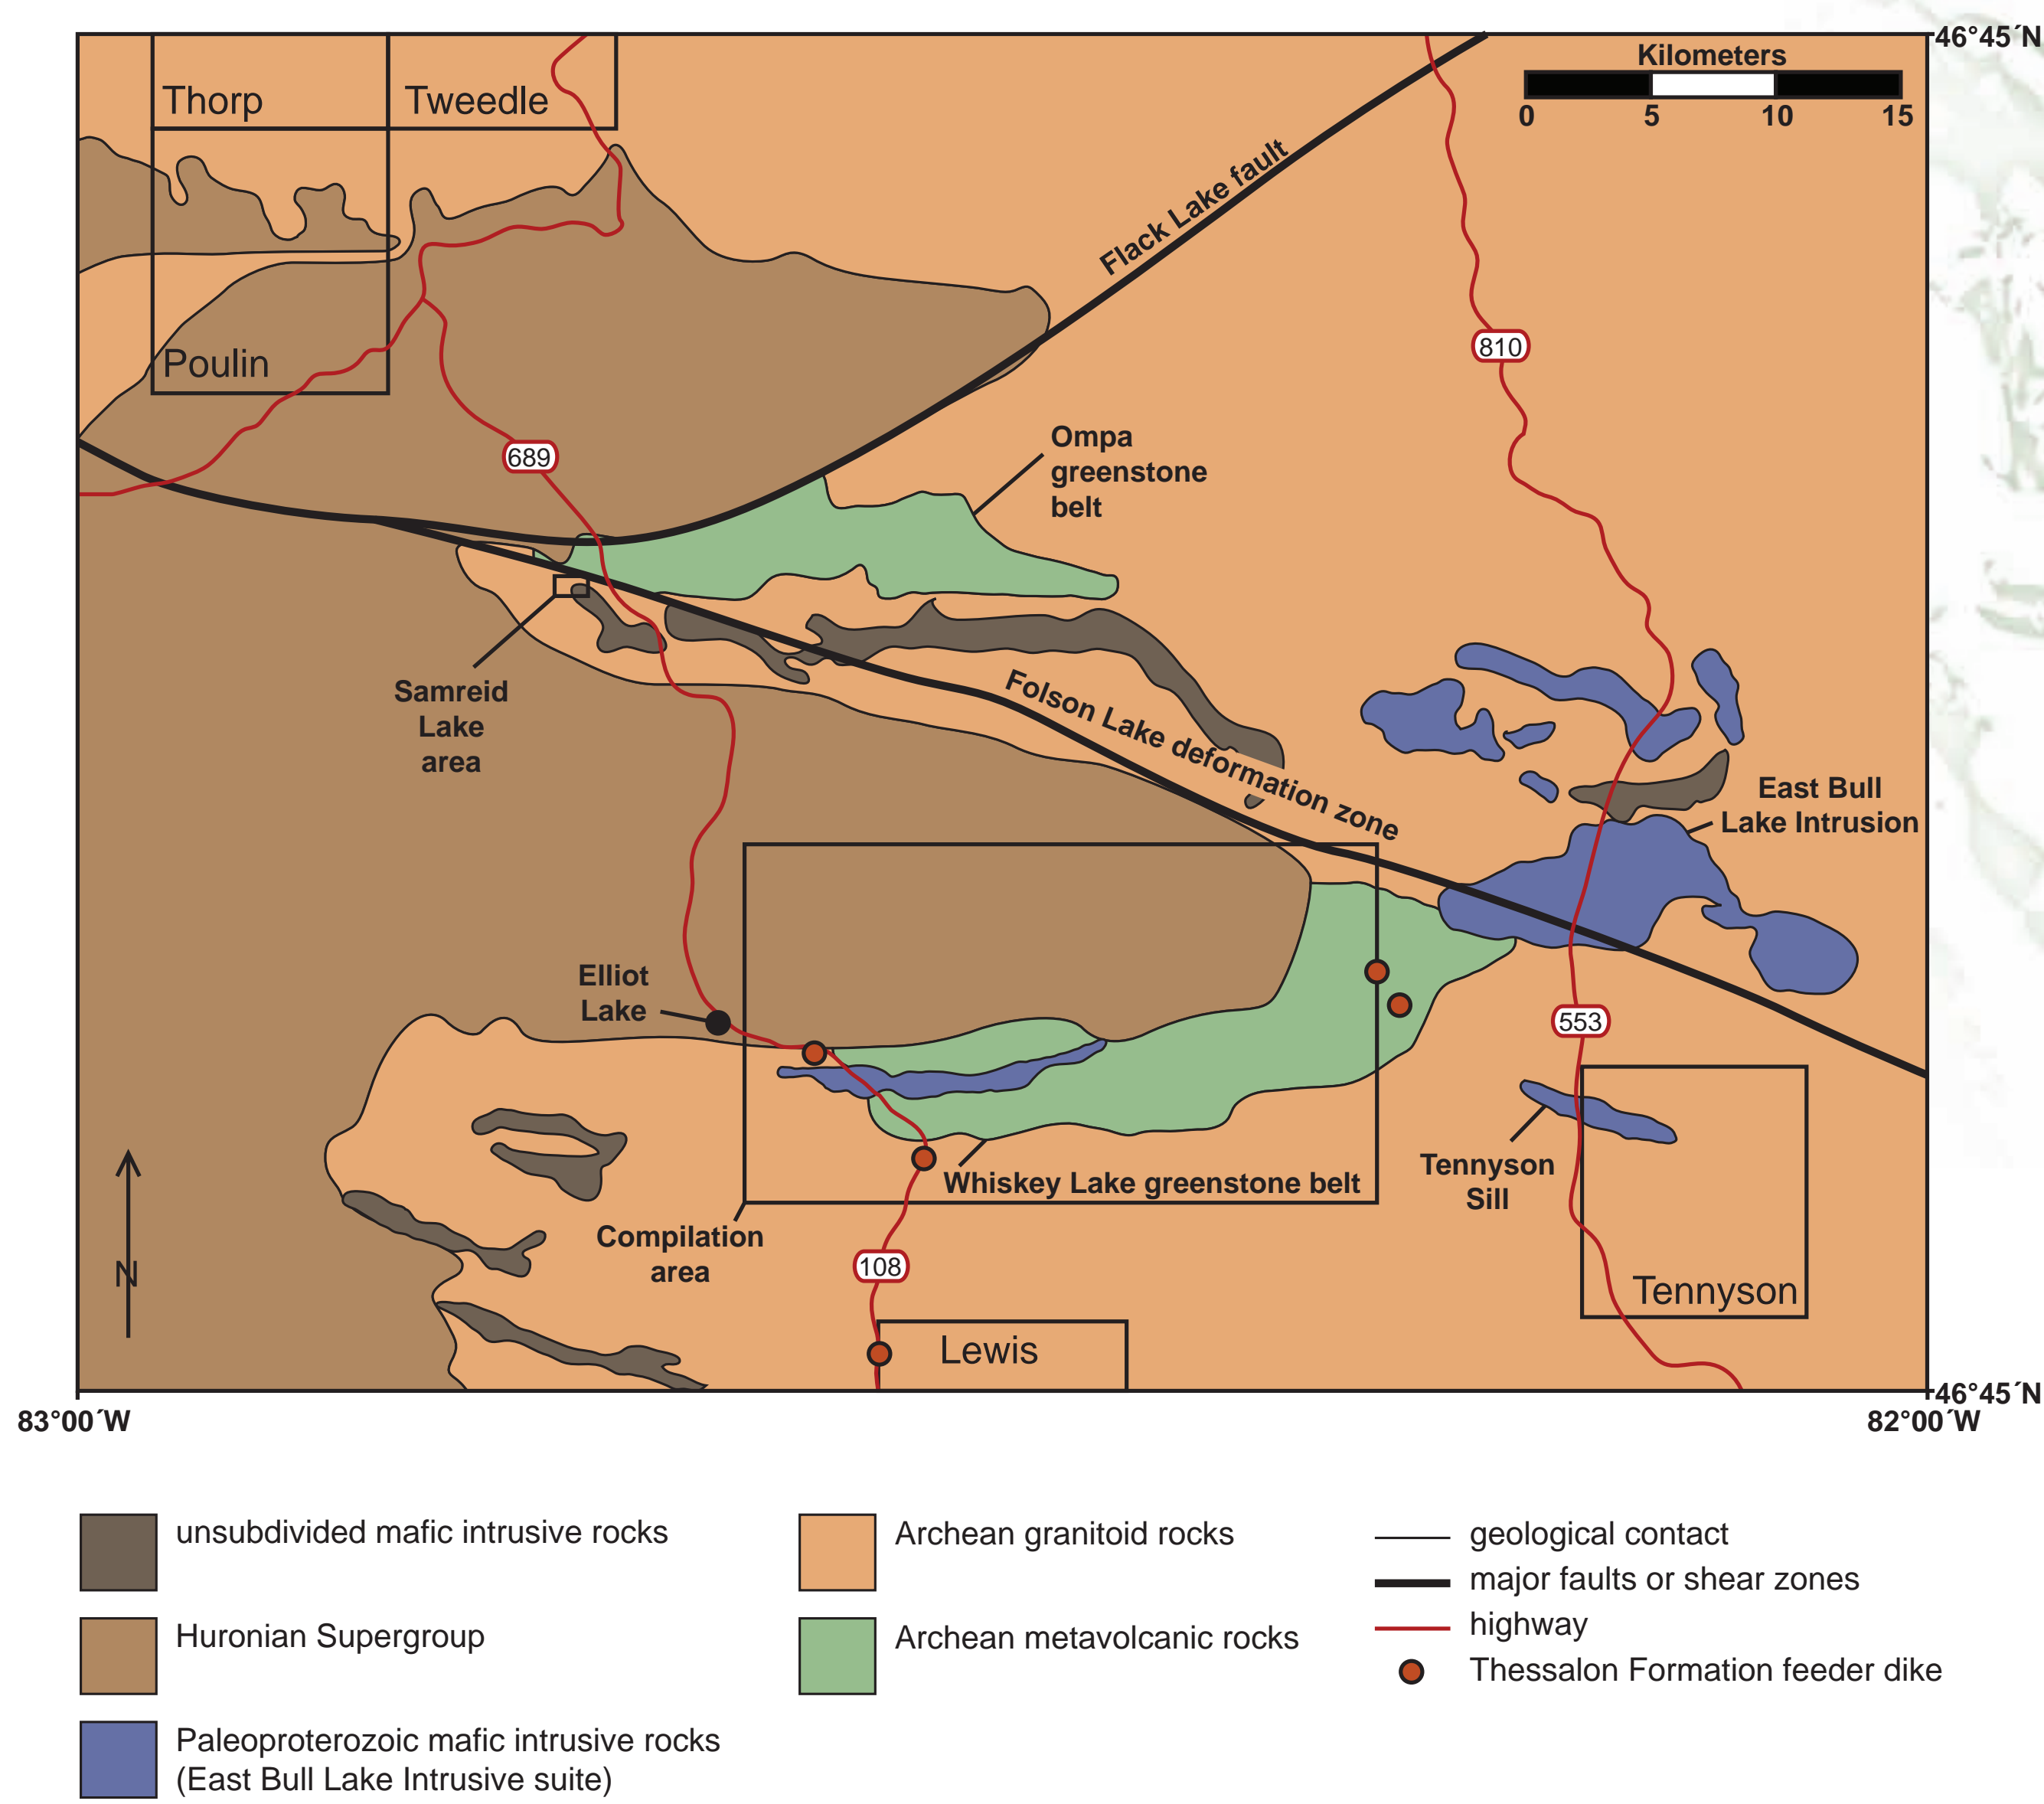 46°45´N
Kilometers
0 5 10 15
Thorp
Tweedle
Flack Lake fault
810
Poulin
689
Ompa
greenstone
belt
Samreid
Lake
area
Folson Lake deformation zone
East Bull
Lake Intrusion
Elliot
Lake
553
Tennyson
Sill
Whiskey Lake greenstone belt
Compilation
area
108
N
Tennyson
Lewis
46°45´N
83°00´W
82°00´W
unsubdivided mafic intrusive rocks
Huronian Supergroup
Paleoproterozoic mafic intrusive rocks
(East Bull Lake Intrusive suite)
Archean granitoid rocks
Archean metavolcanic rocks
geological contact
major faults or shear zones
highway
Thessalon Formation feeder dike